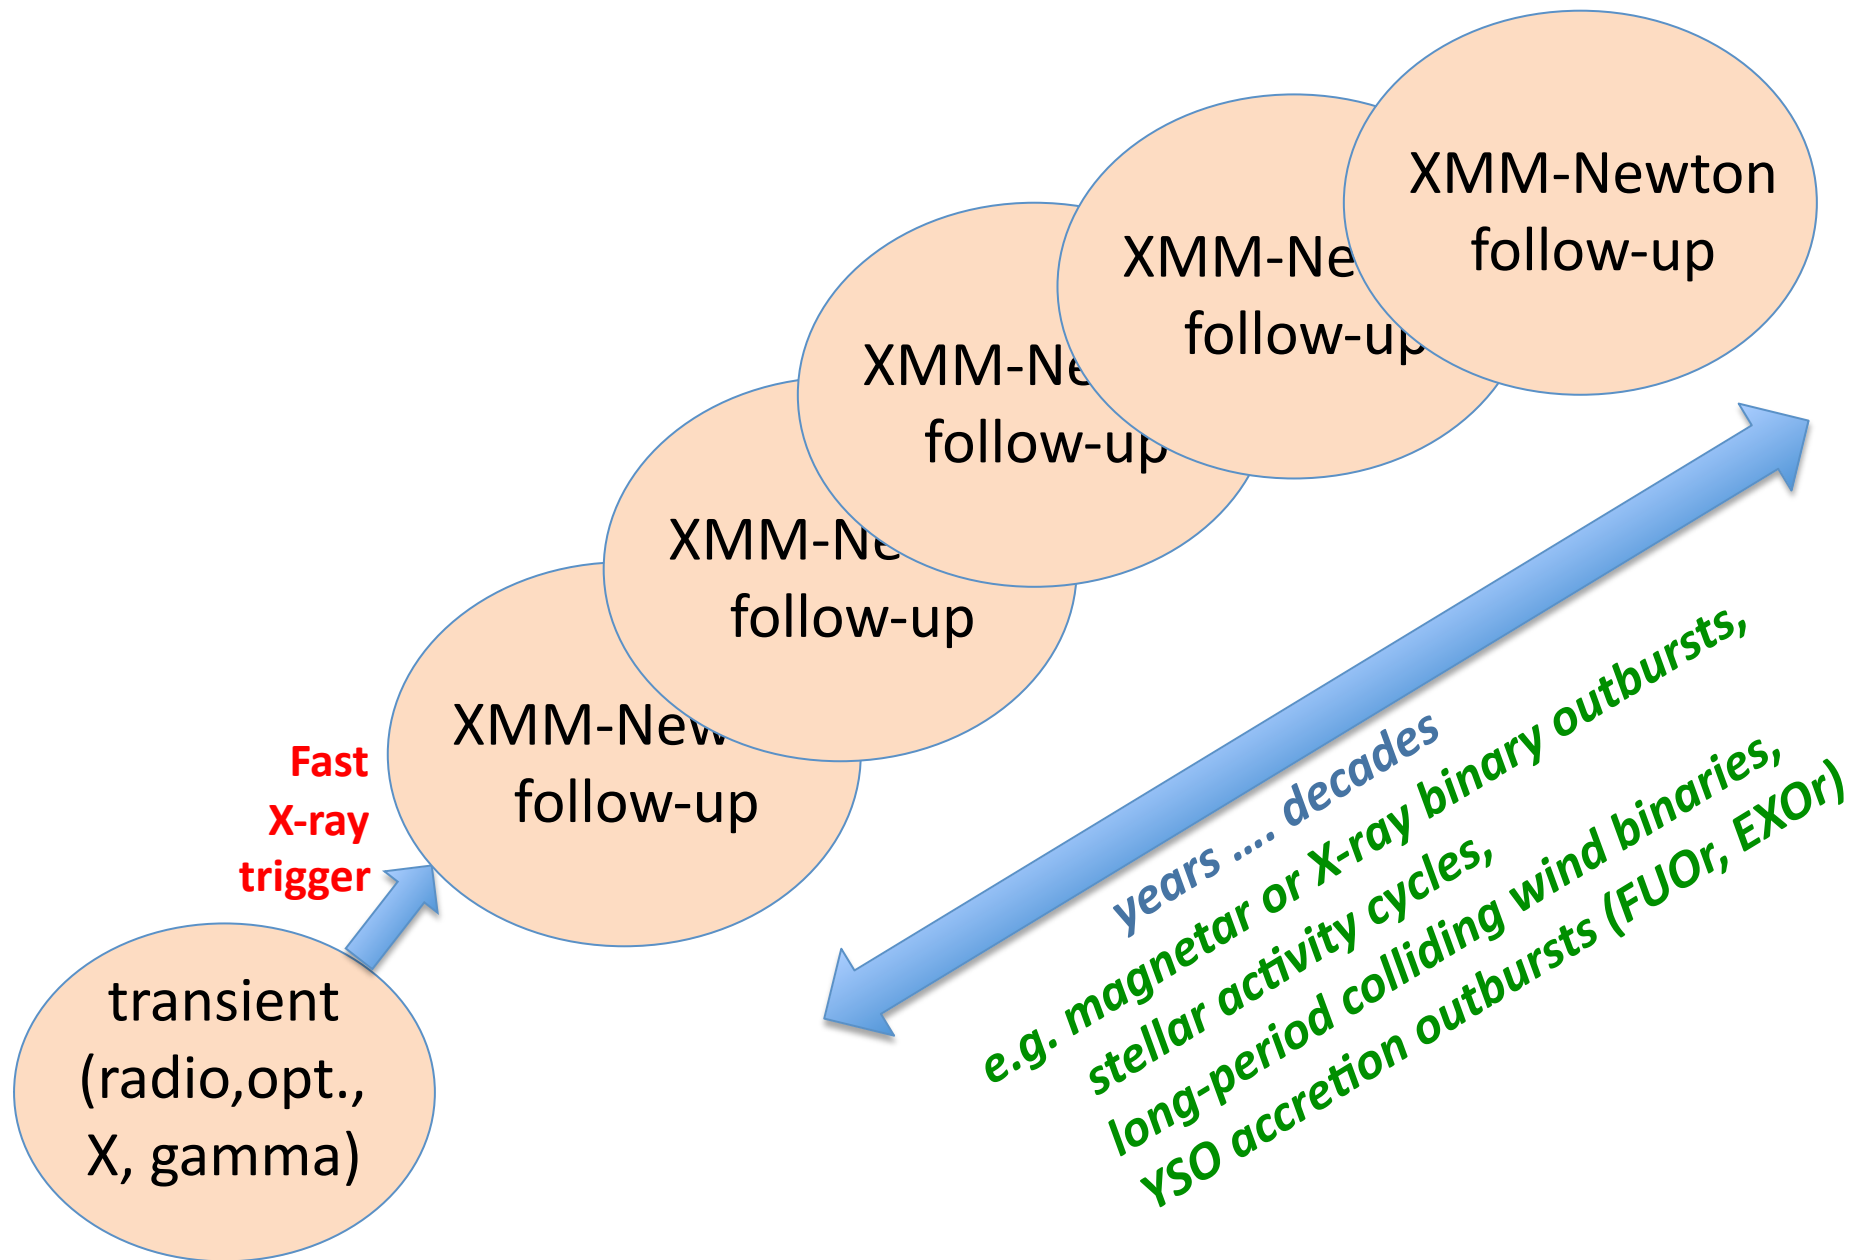 XMM-Newton
follow-up
XMM-Ne
follow-up
XMM-Ne
follow-up
XMM-Ne
follow-up
XMM-New
follow-up
Fast
X-ray
trigger
transient
(radio,opt.,
X, gamma)
years .... decades
e.g. magnetar or X-ray binary outbursts,
stellar activity cycles,
long-period colliding wind binaries,
YSO accretion outbursts (FUOr, EXOr)